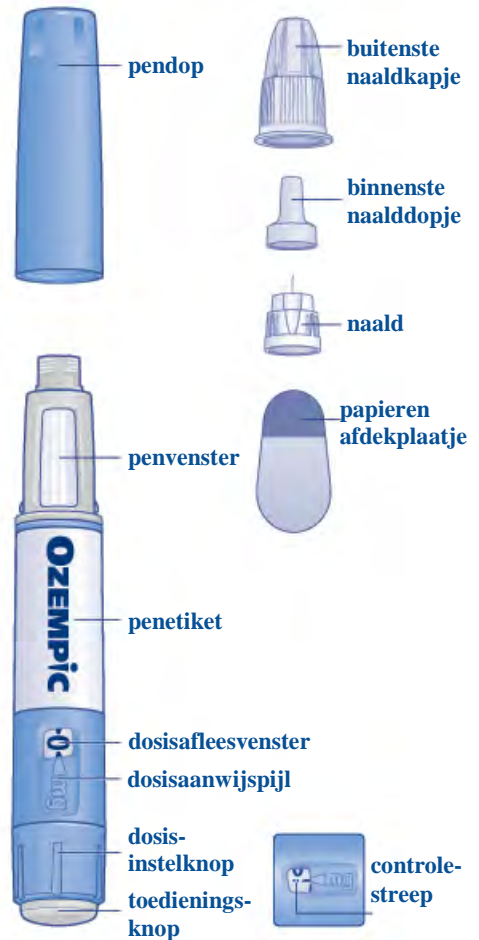 pendop
buitenste
naaldkapje
binnenste
naalddopje
naald
papieren
afdekplaatje
penvenster
OZEMPIC
penetiket
0
dosisafleesvenster
mg
dosisaanwijspijl
dosis-
instelknop
toedienings-
knop
mg
controle-
streep